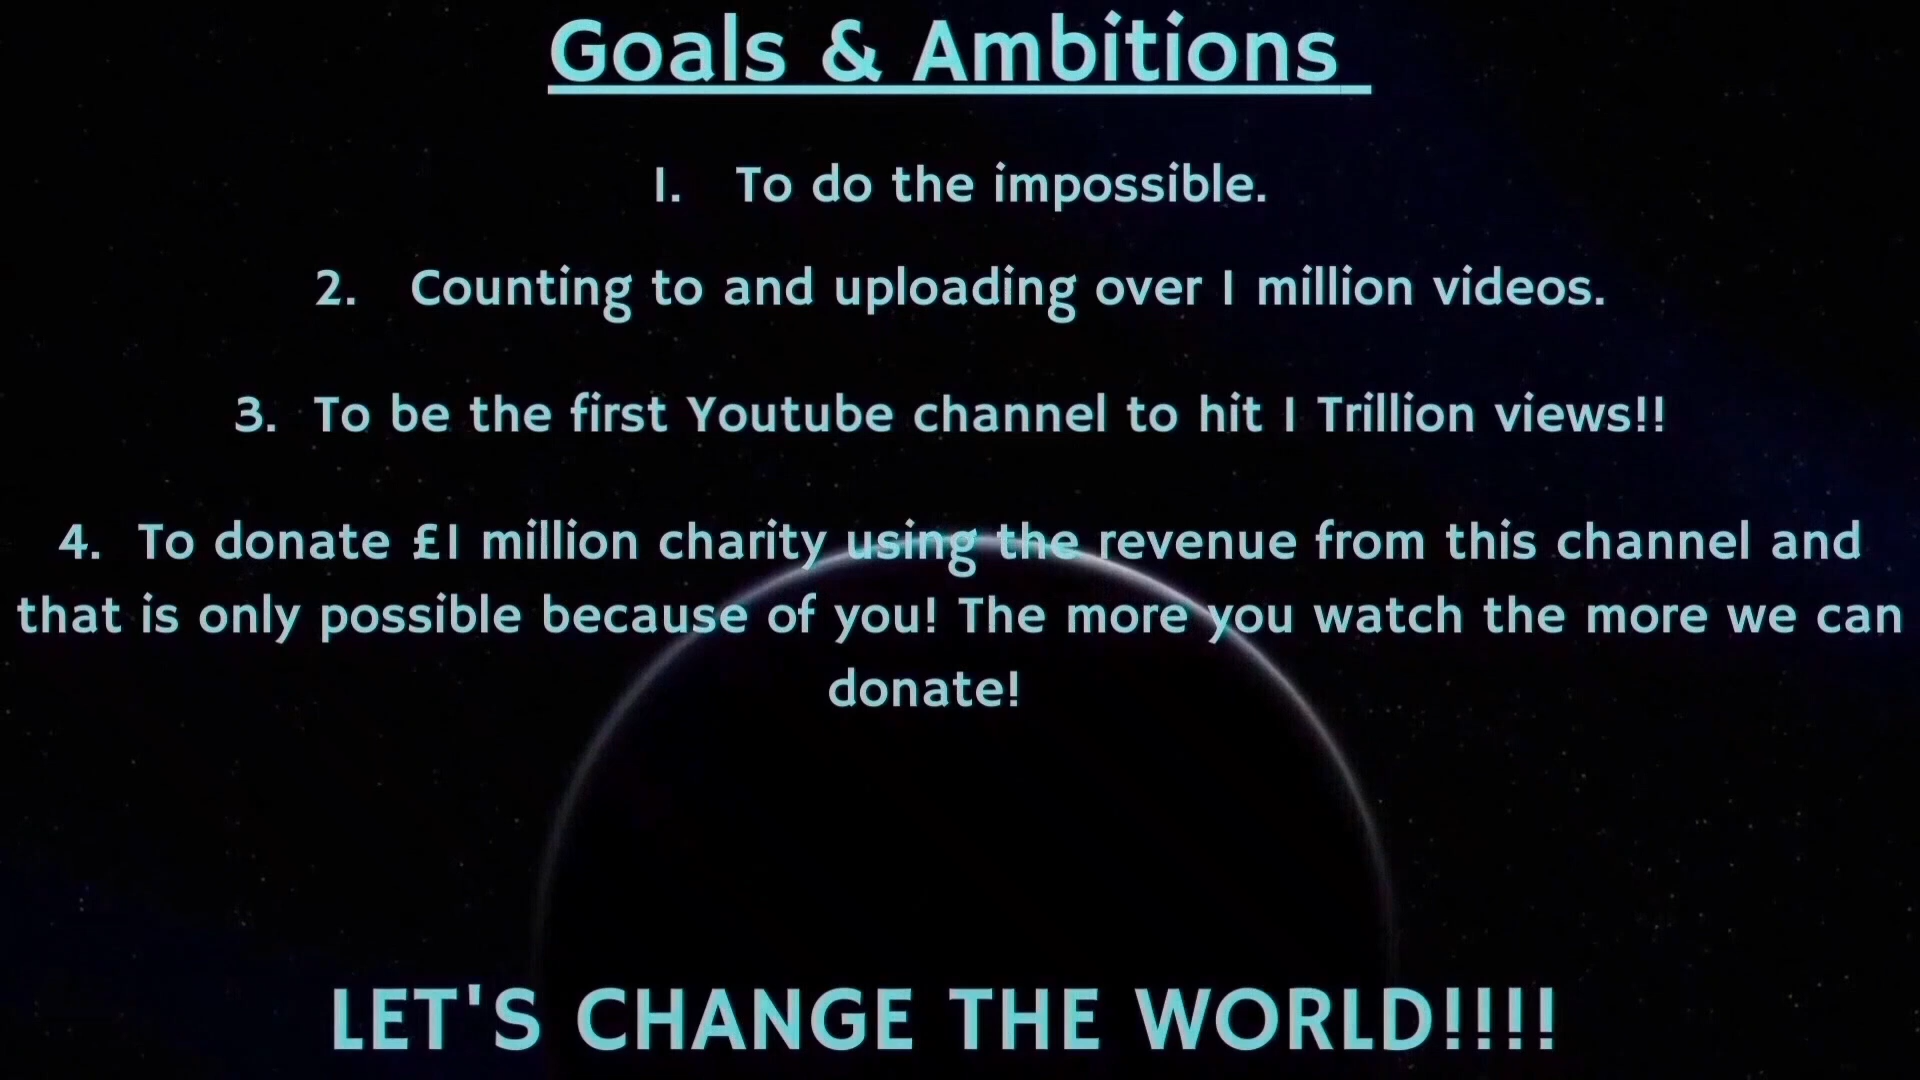 Goals & Ambitions
1. To do the impossible.
2. Counting to and uploading over 1 million videos.
3. To be the first Youtube channel to hit 1 Trillion views!!
4. To donate £1 million charity using the revenue from this channel and
that is only possible because of you! The more you watch the more we can
donate!
LET'S CHANGE THE WORLD!!!!